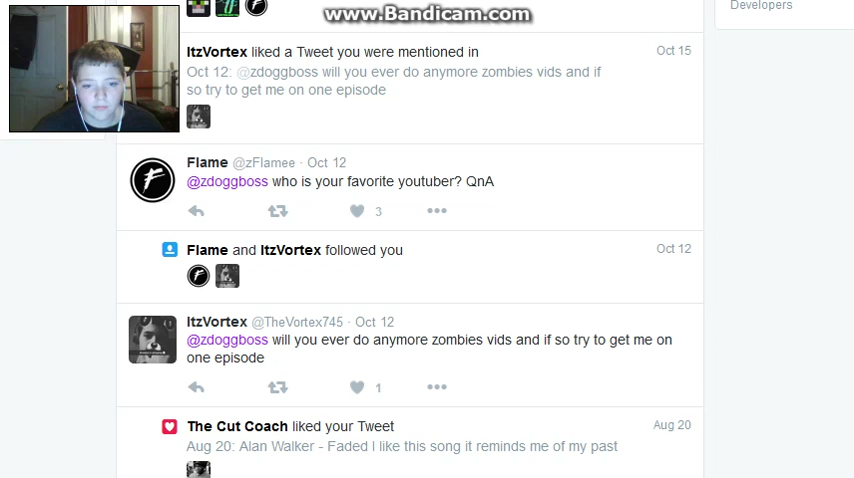 www.Bandicam.com
Developers
ItzVortex liked a Tweet you were mentioned in
Oct 15
Oct 12: @zdoggboss will you ever do anymore zombies vids and if
so try to get me on one episode
Flame @zFlamee · Oct 12
@zdoggboss who is your favorite youtuber? QnA
3
Flame and ItzVortex followed you
Oct 12
ItzVortex @TheVortex745 · Oct 12
@zdoggboss will you ever do anymore zombies vids and if so try to get me on
one episode
1
The Cut Coach liked your Tweet
Aug 20
Aug 20: Alan Walker - Faded I like this song it reminds me of my past